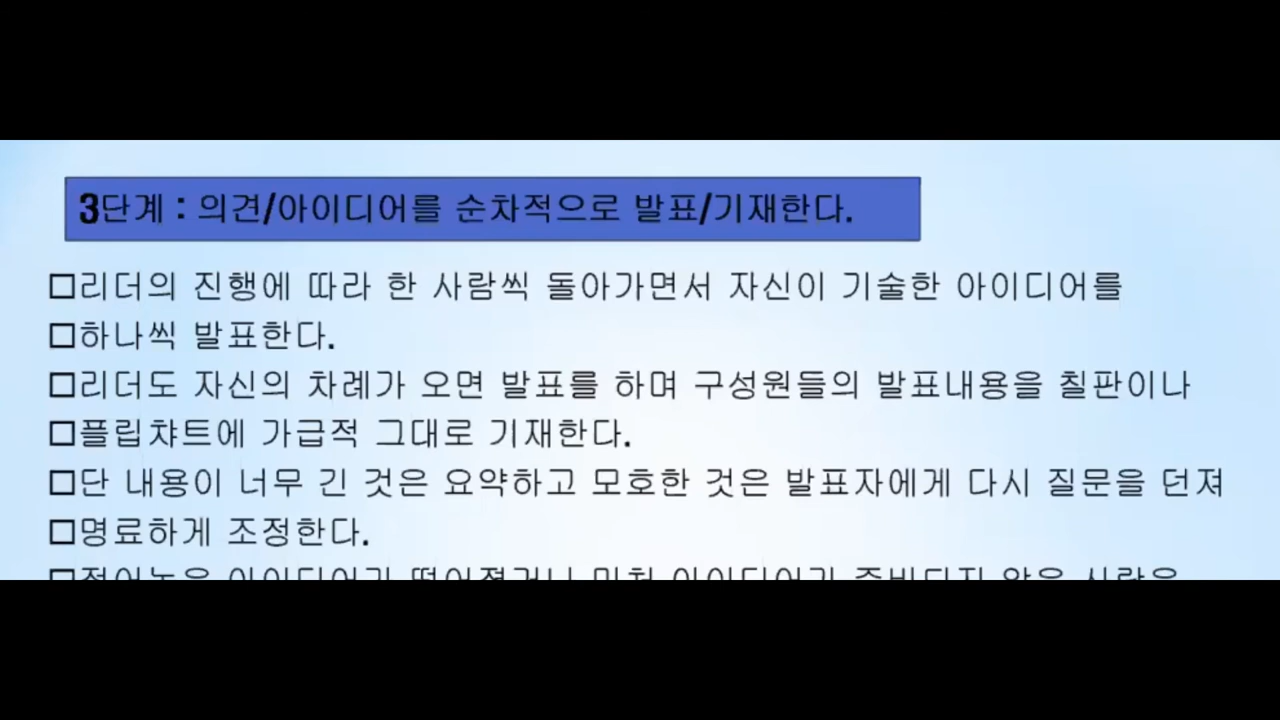 3단계 : 의견/아이디어를 순차적으로 발표/기재한다.
□리더의 진행에 따라 한 사람씩 돌아가면서 자신이 기술한 아이디어를
□하나씩 발표한다.
□리더도 자신의 차례가 오면 발표를 하며 구성원들의 발표내용을 칠판이나
□플립챠트에 가급적 그대로 기재한다.
□단 내용이 너무 긴 것은 요약하고 모호한 것은 발표자에게 다시 질문을 던져
□명료하게 조정한다.